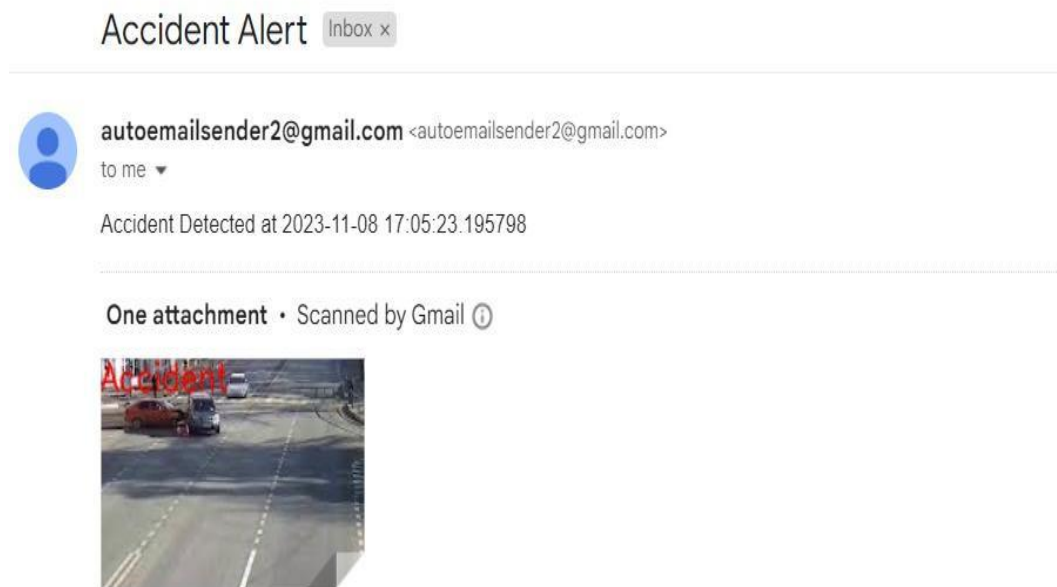 Accident Alert Inbox ×
autoemailsender2@gmail.com <autoemailsender2@gmail.com>
to me
Accident Detected at 2023-11-08 17:05:23.195798
One attachment • Scanned by Gmail
Accident